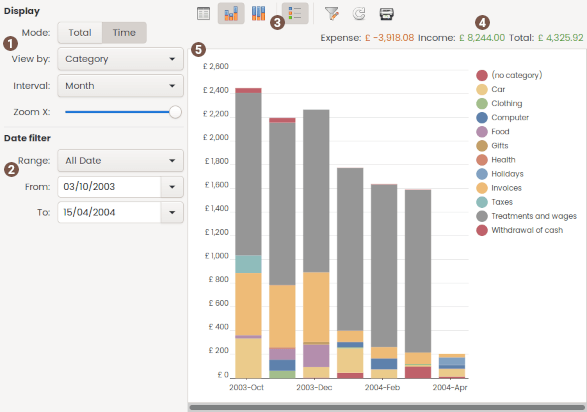 Display
1
Mode: Total Time
View by: Category
Interval: Month
Zoom X:
Date filter
2
Range: All Date
From: 03/10/2003
To: 15/04/2004
3
4
Expense: £ -3,918.08 Income: £ 8,244.00 Total: £ 4,325.92
5
£ 2,600
£ 2,400
£ 2,200
£ 2,000
£ 1,800
£ 1,600
£ 1,400
£ 1,200
£ 1,000
£ 800
£ 600
£ 400
£ 200
£ 0
2003-Oct 2003-Dec 2004-Feb 2004-Apr
(no category)
Car
Clothing
Computer
Food
Gifts
Health
Holidays
Invoices
Taxes
Treatments and wages
Withdrawal of cash